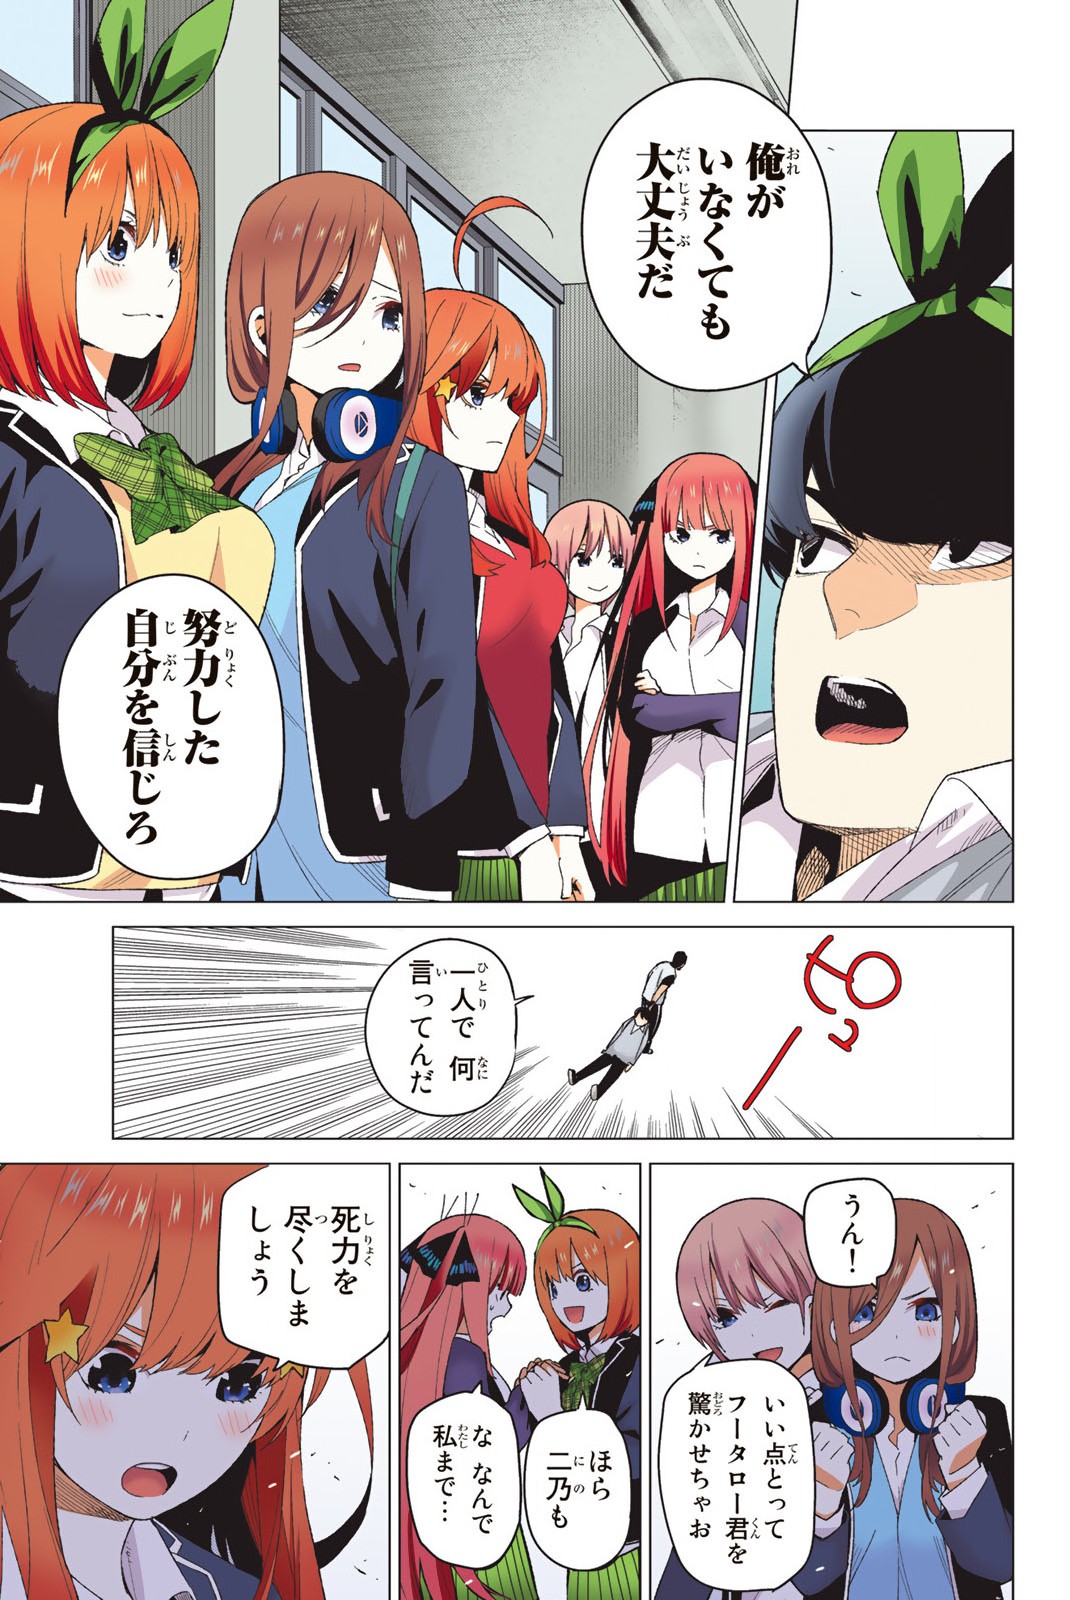 俺が
いなくても
大丈夫だ
努力した
自分を信じろ
一人で 何
言ってんだ
うん!
いい点とって
フータロー君を
驚かせちゃお
ほら
二乃も
な なんで
私まで…
死力を
尽くしま
しょう